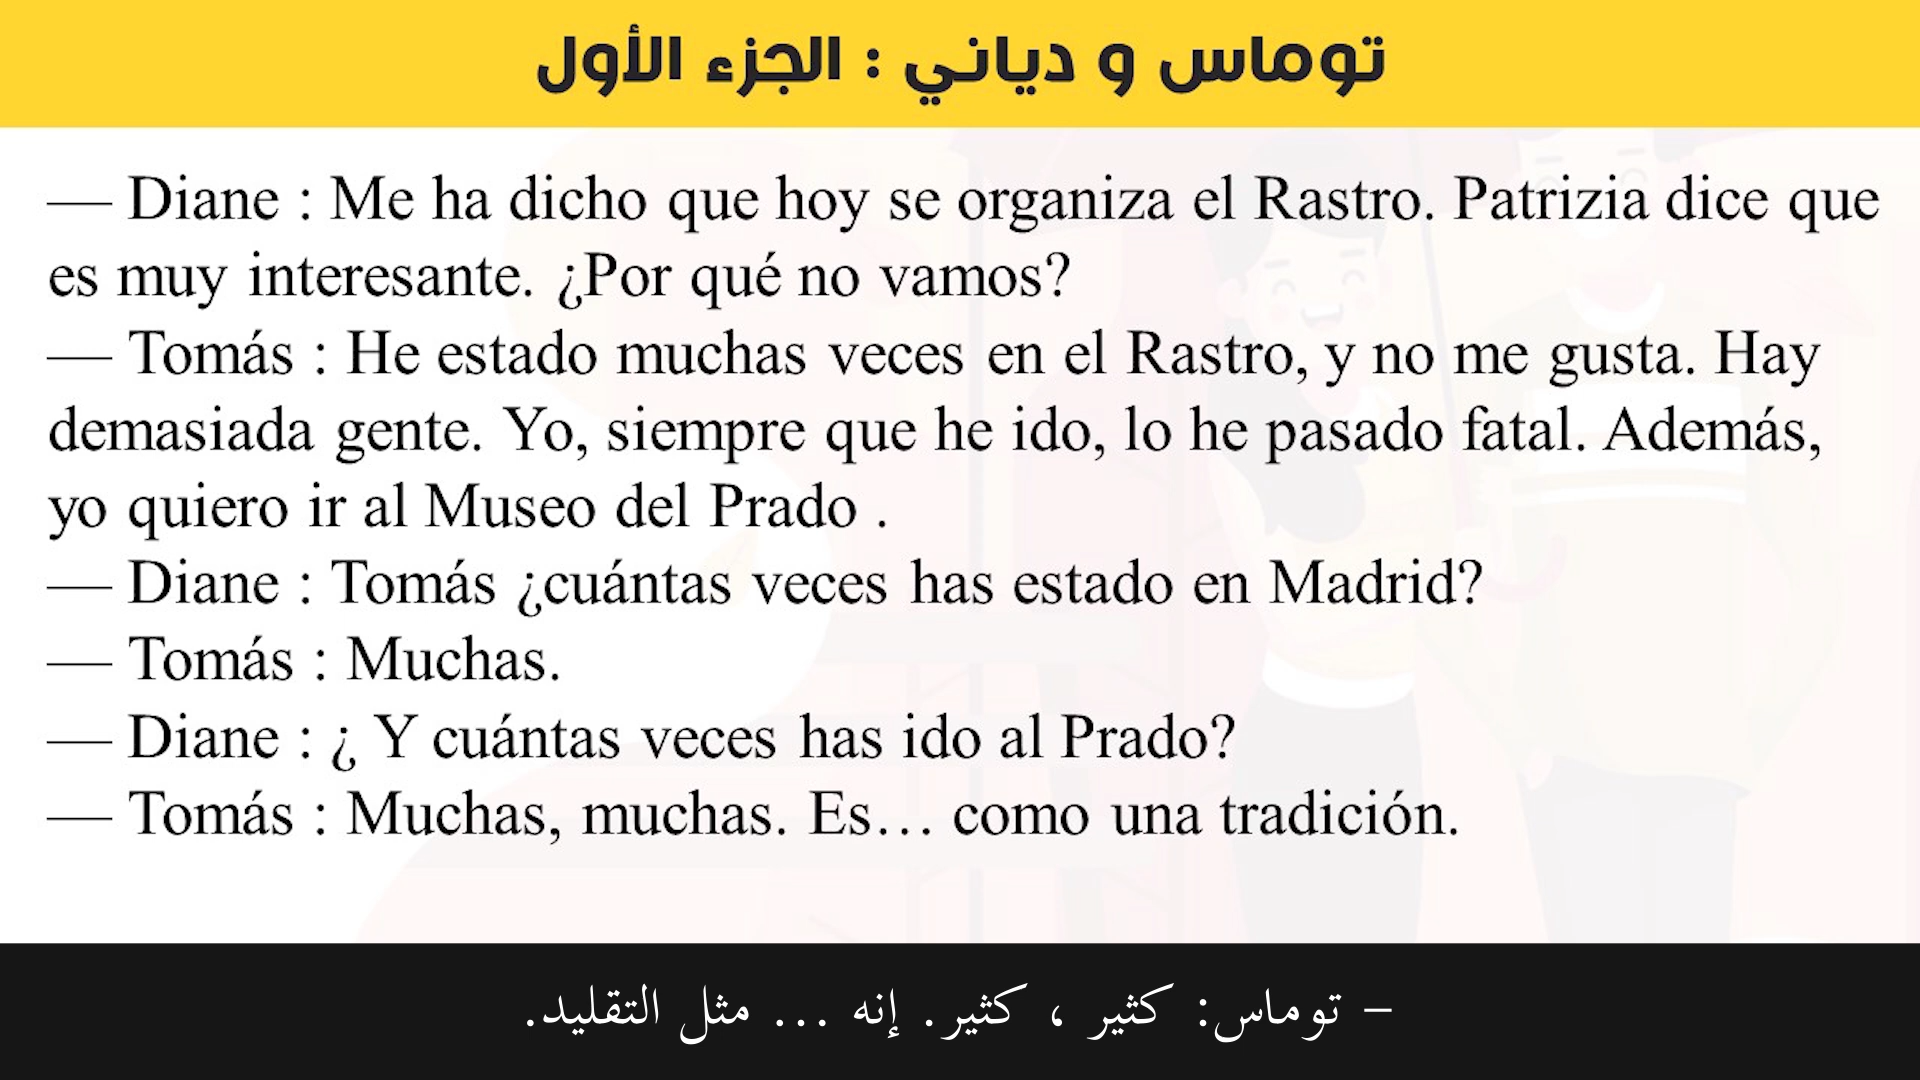 توماس و دياني : الجزء الأول
— Diane : Me ha dicho que hoy se organiza el Rastro. Patrizia dice que
es muy interesante. ¿Por qué no vamos?
— Tomás : He estado muchas veces en el Rastro, y no me gusta. Hay
demasiada gente. Yo, siempre que he ido, lo he pasado fatal. Además,
yo quiero ir al Museo del Prado .
— Diane : Tomás ¿cuántas veces has estado en Madrid?
— Tomás : Muchas.
— Diane : ¿ Y cuántas veces has ido al Prado?
— Tomás : Muchas, muchas. Es… como una tradición.
– توماس: كثير ، كثير. إنه ... مثل التقليد.